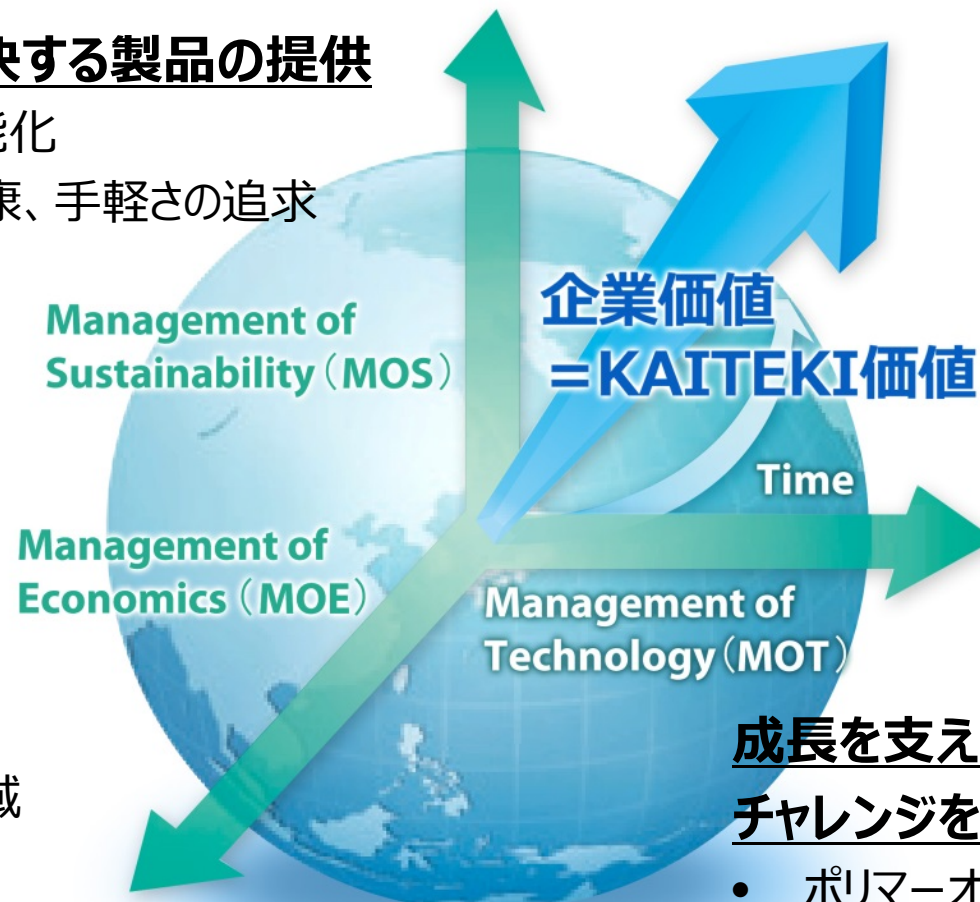 決する製品の提供
能化
康、手軽さの追求
Management of
Sustainability（MOS）
企業価値
=KAITEKI価値
Time
Management of
Economics（MOE）
Management of
Technology（MOT）
成長を支え
チャレンジを
域
• ポリマーオ